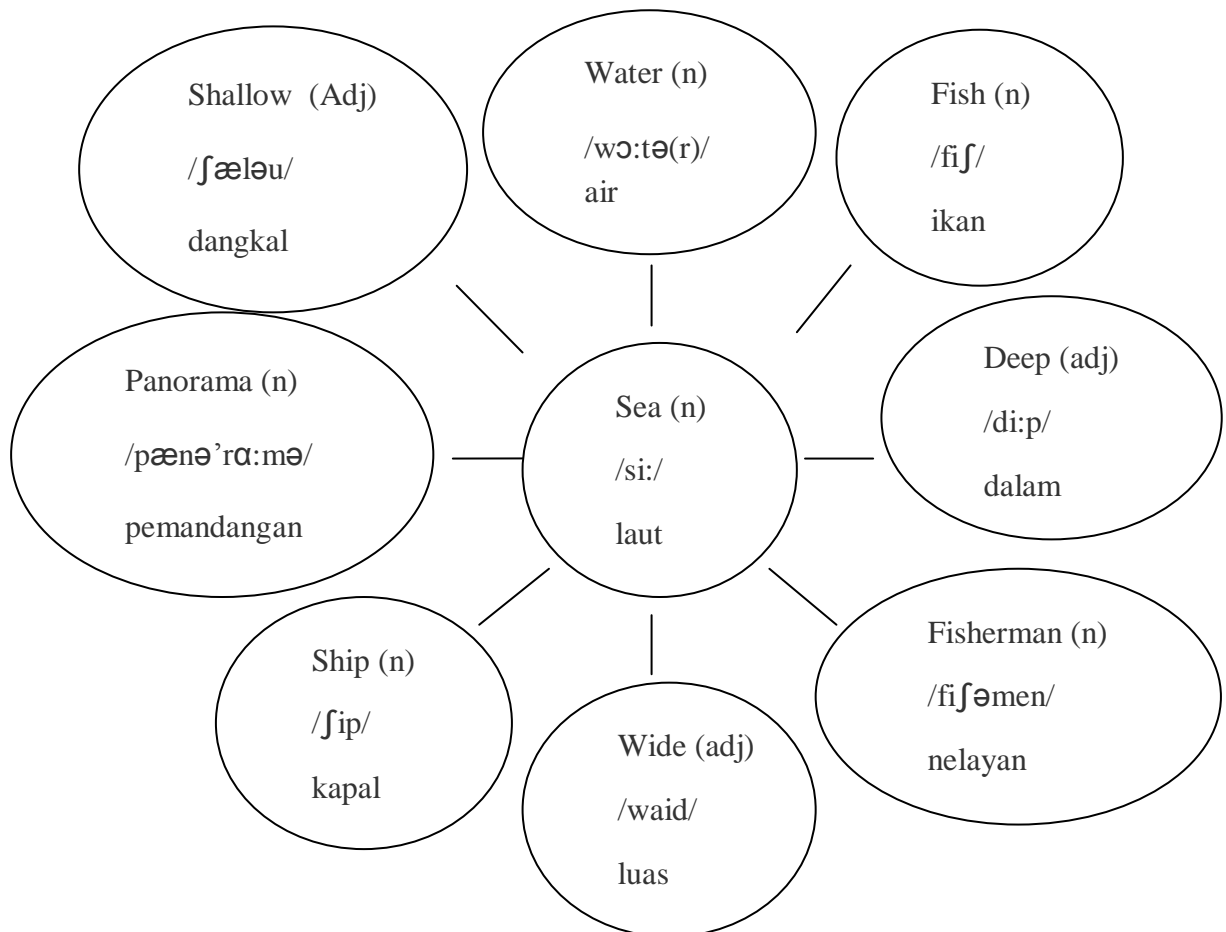 Shallow (Adj)
/ʃæləu/
dangkal
Water (n)
/wɔ:tə(r)/
air
Fish (n)
/fiʃ/
ikan
Panorama (n)
/pænə’rɑ:mə/
pemandangan
Sea (n)
/si:/
laut
Deep (adj)
/di:p/
dalam
Ship (n)
/ʃip/
kapal
Wide (adj)
/waid/
luas
Fisherman (n)
/fiʃəmen/
nelayan